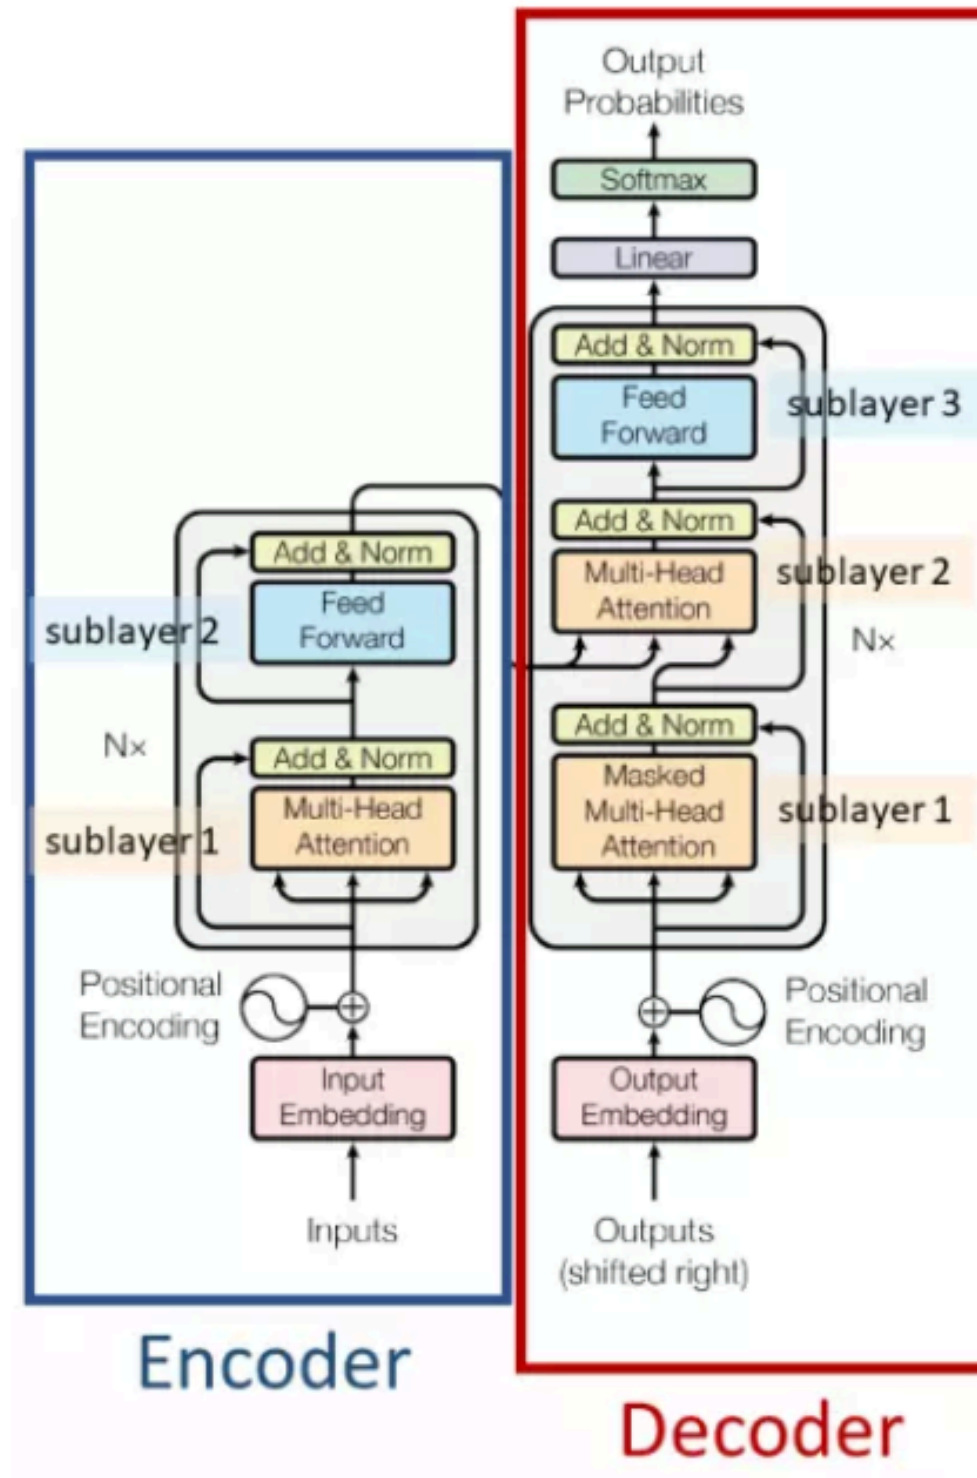 Output
Probabilities
Softmax
Linear
Add & Norm
Feed
Forward
sublayer 3
Add & Norm
Multi-Head
Attention
sublayer 2
Nx
Add & Norm
Masked
Multi-Head
Attention
sublayer 1
Positional
Encoding
Output
Embedding
Outputs
(shifted right)
Decoder
Add & Norm
Feed
Forward
sublayer 2
Nx
Add & Norm
Multi-Head
Attention
sublayer 1
Positional
Encoding
Input
Embedding
Inputs
Encoder